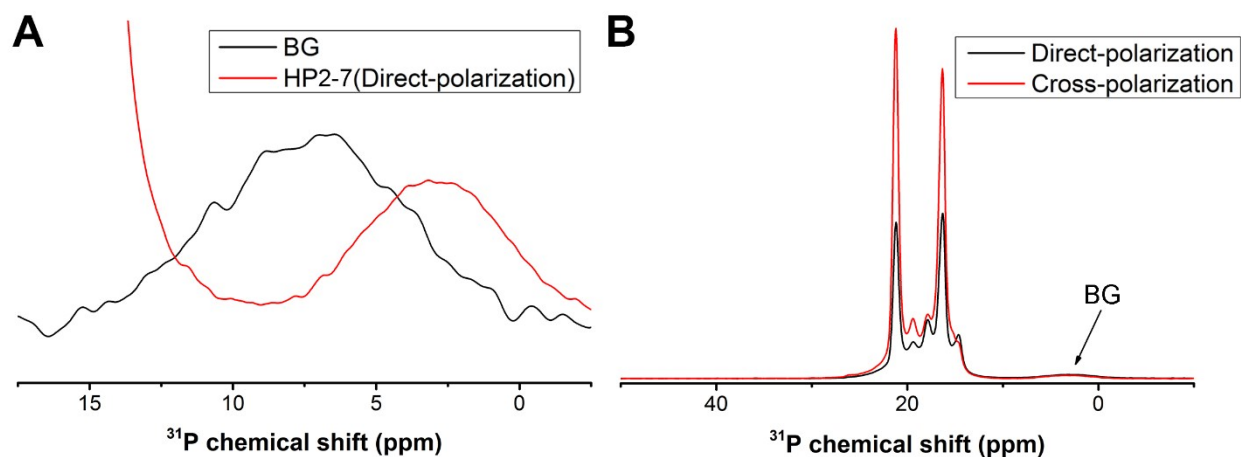 A
BG
HP2-7(Direct-polarization)
15 10 5 0
³¹P chemical shift (ppm)
B
Direct-polarization
Cross-polarization
BG
40 20 0
³¹P chemical shift (ppm)